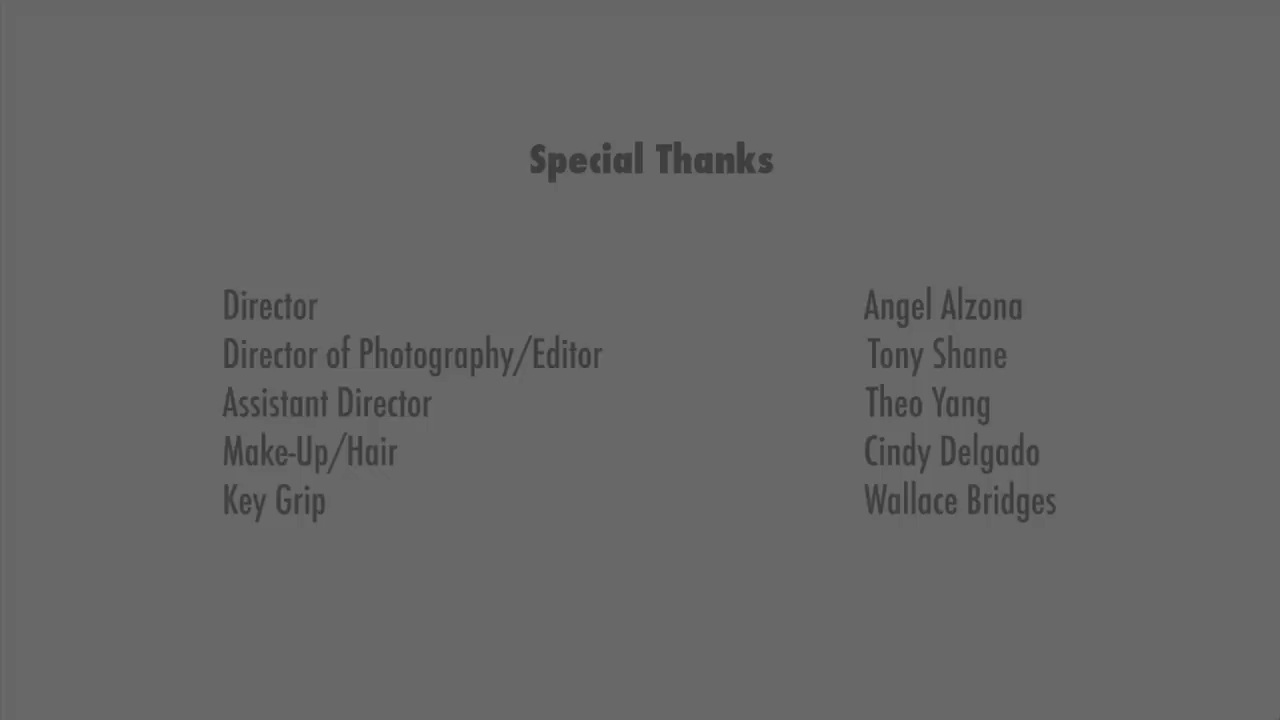 Special Thanks
Director Angel Alzona
Director of Photography/Editor Tony Shane
Assistant Director Theo Yang
Make-Up/Hair Cindy Delgado
Key Grip Wallace Bridges